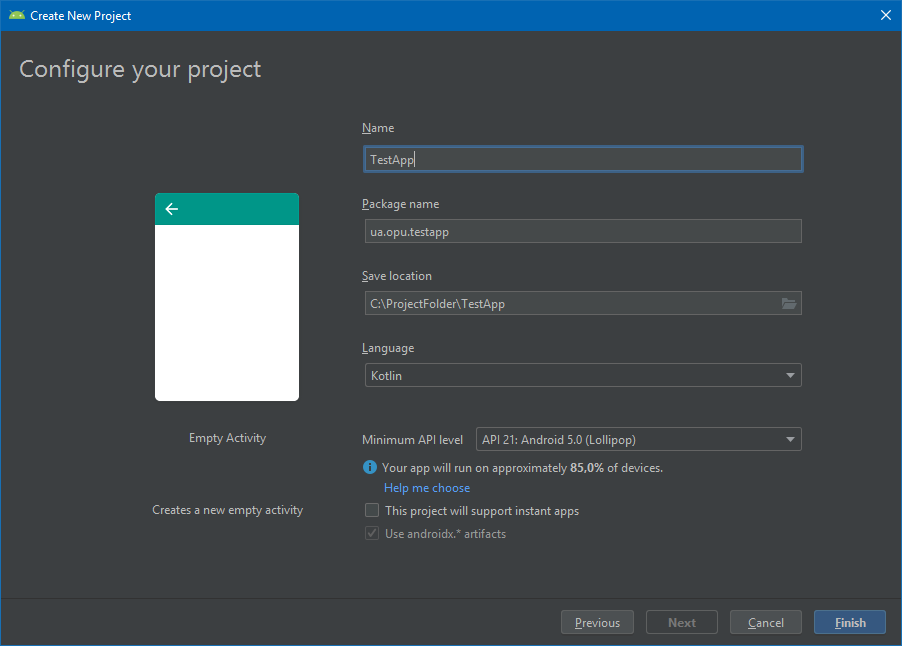 Create New Project
Configure your project
Name
TestApp
Package name
ua.opu.testapp
Save location
C:\ProjectFolder\TestApp
Language
Kotlin
Empty Activity
Minimum API level API 21: Android 5.0 (Lollipop)
Your app will run on approximately 85,0% of devices.
Help me choose
Creates a new empty activity
This project will support instant apps
Use androidx.* artifacts
Previous Next Cancel Finish